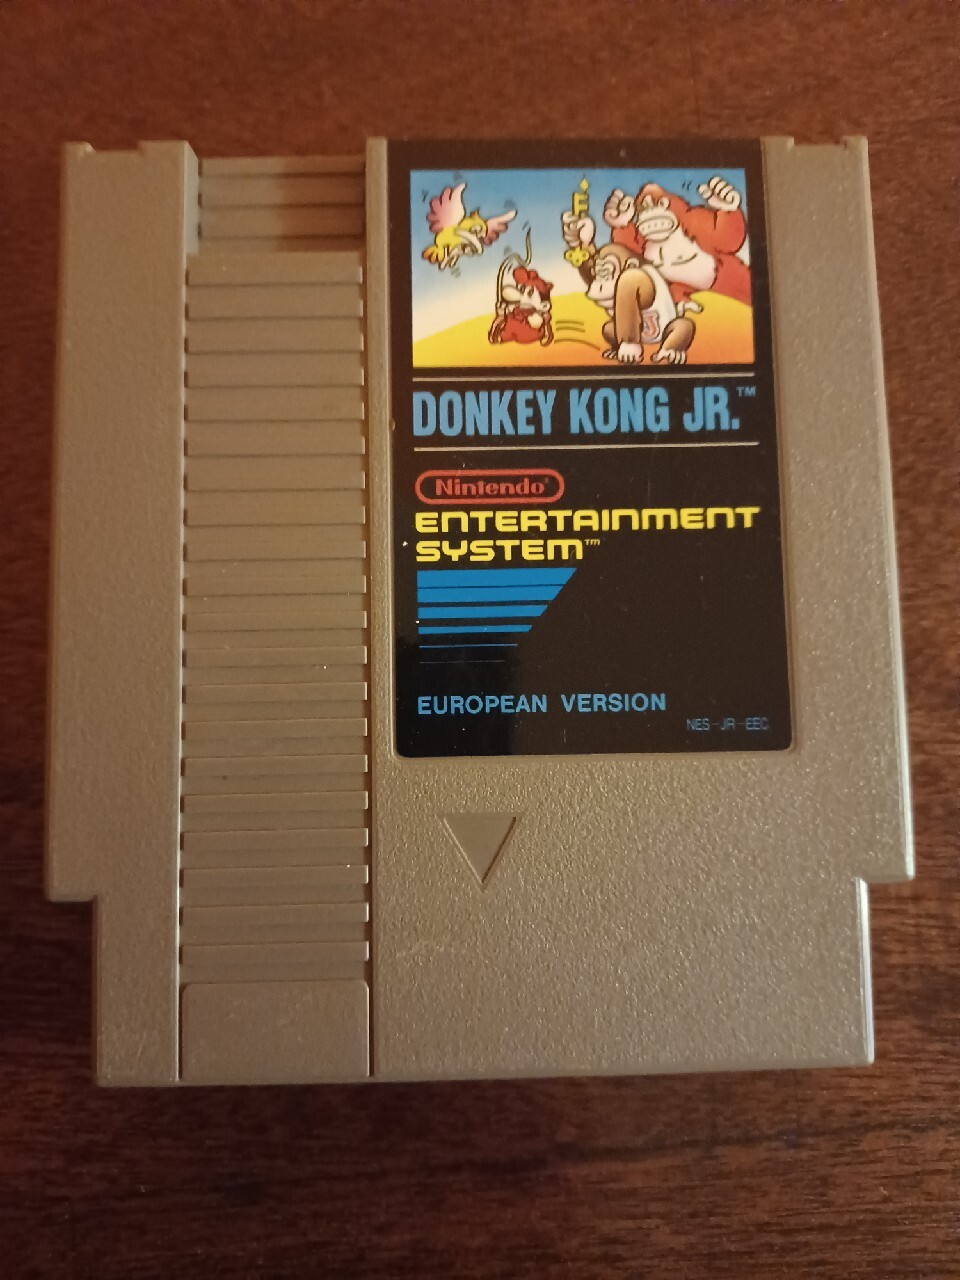 DONKEY KONG JR.™
Nintendo®
ENTERTAINMENT
SYSTEM™
EUROPEAN VERSION
NES-JR-EEC
J